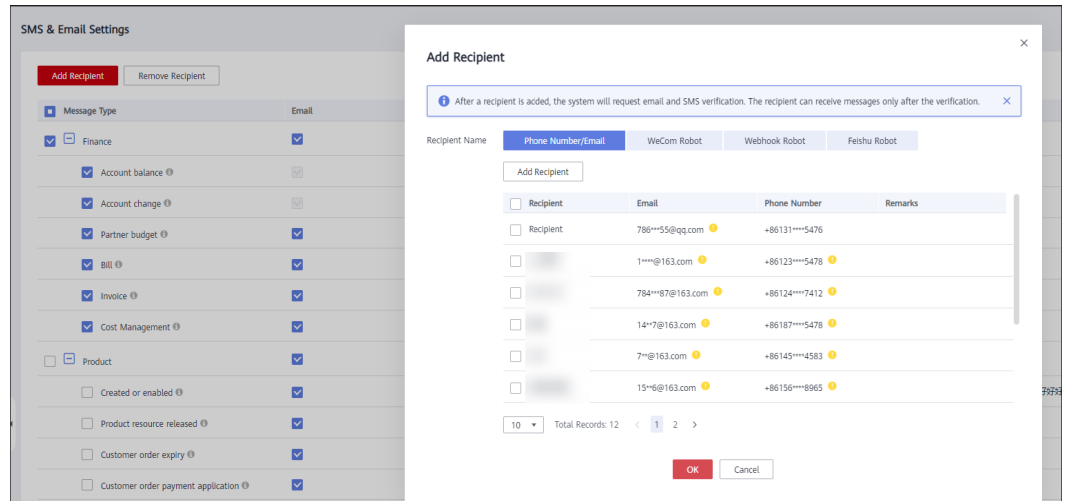 SMS & Email Settings
Add Recipient Remove Recipient
Message Type Email
Finance
Account balance
Account change
Partner budget
Bill
Invoice
Cost Management
Product
Created or enabled
Product resource released
Customer order expiry
Customer order payment application
Add Recipient
After a recipient is added, the system will request email and SMS verification. The recipient can receive messages only after the verification.
Recipient Name Phone Number/Email WeCom Robot Webhook Robot Feishu Robot
Add Recipient
Recipient Email Phone Number Remarks
Recipient 786***55@qq.com +86131****5476
1****@163.com +86123****5478
784***87@163.com +86124****7412
14**7@163.com +86187****5478
7**@163.com +86145****4583
15**6@163.com +86156****8965
10 Total Records: 12 < 1 2 >
OK Cancel